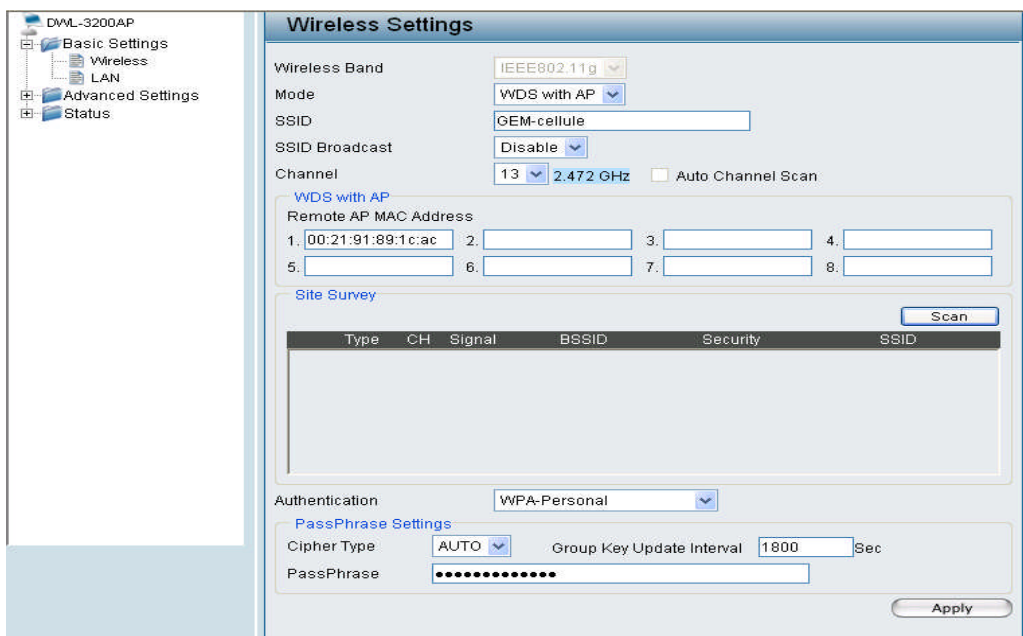 DWL-3200AP
Basic Settings
Wireless
LAN
Advanced Settings
Status
Wireless Settings
Wireless Band IEEE802.11g
Mode WDS with AP
SSID GEM-cellule
SSID Broadcast Disable
Channel 13 2.472 GHz Auto Channel Scan
WDS with AP
Remote AP MAC Address
1. 00:21:91:89:1c:ac 2. 3. 4.
5. 6. 7. 8.
Site Survey
Scan
Type CH Signal BSSID Security SSID
Authentication WPA-Personal
PassPhrase Settings
Cipher Type AUTO Group Key Update Interval 1800 Sec
PassPhrase ●●●●●●●●●●●●●
Apply